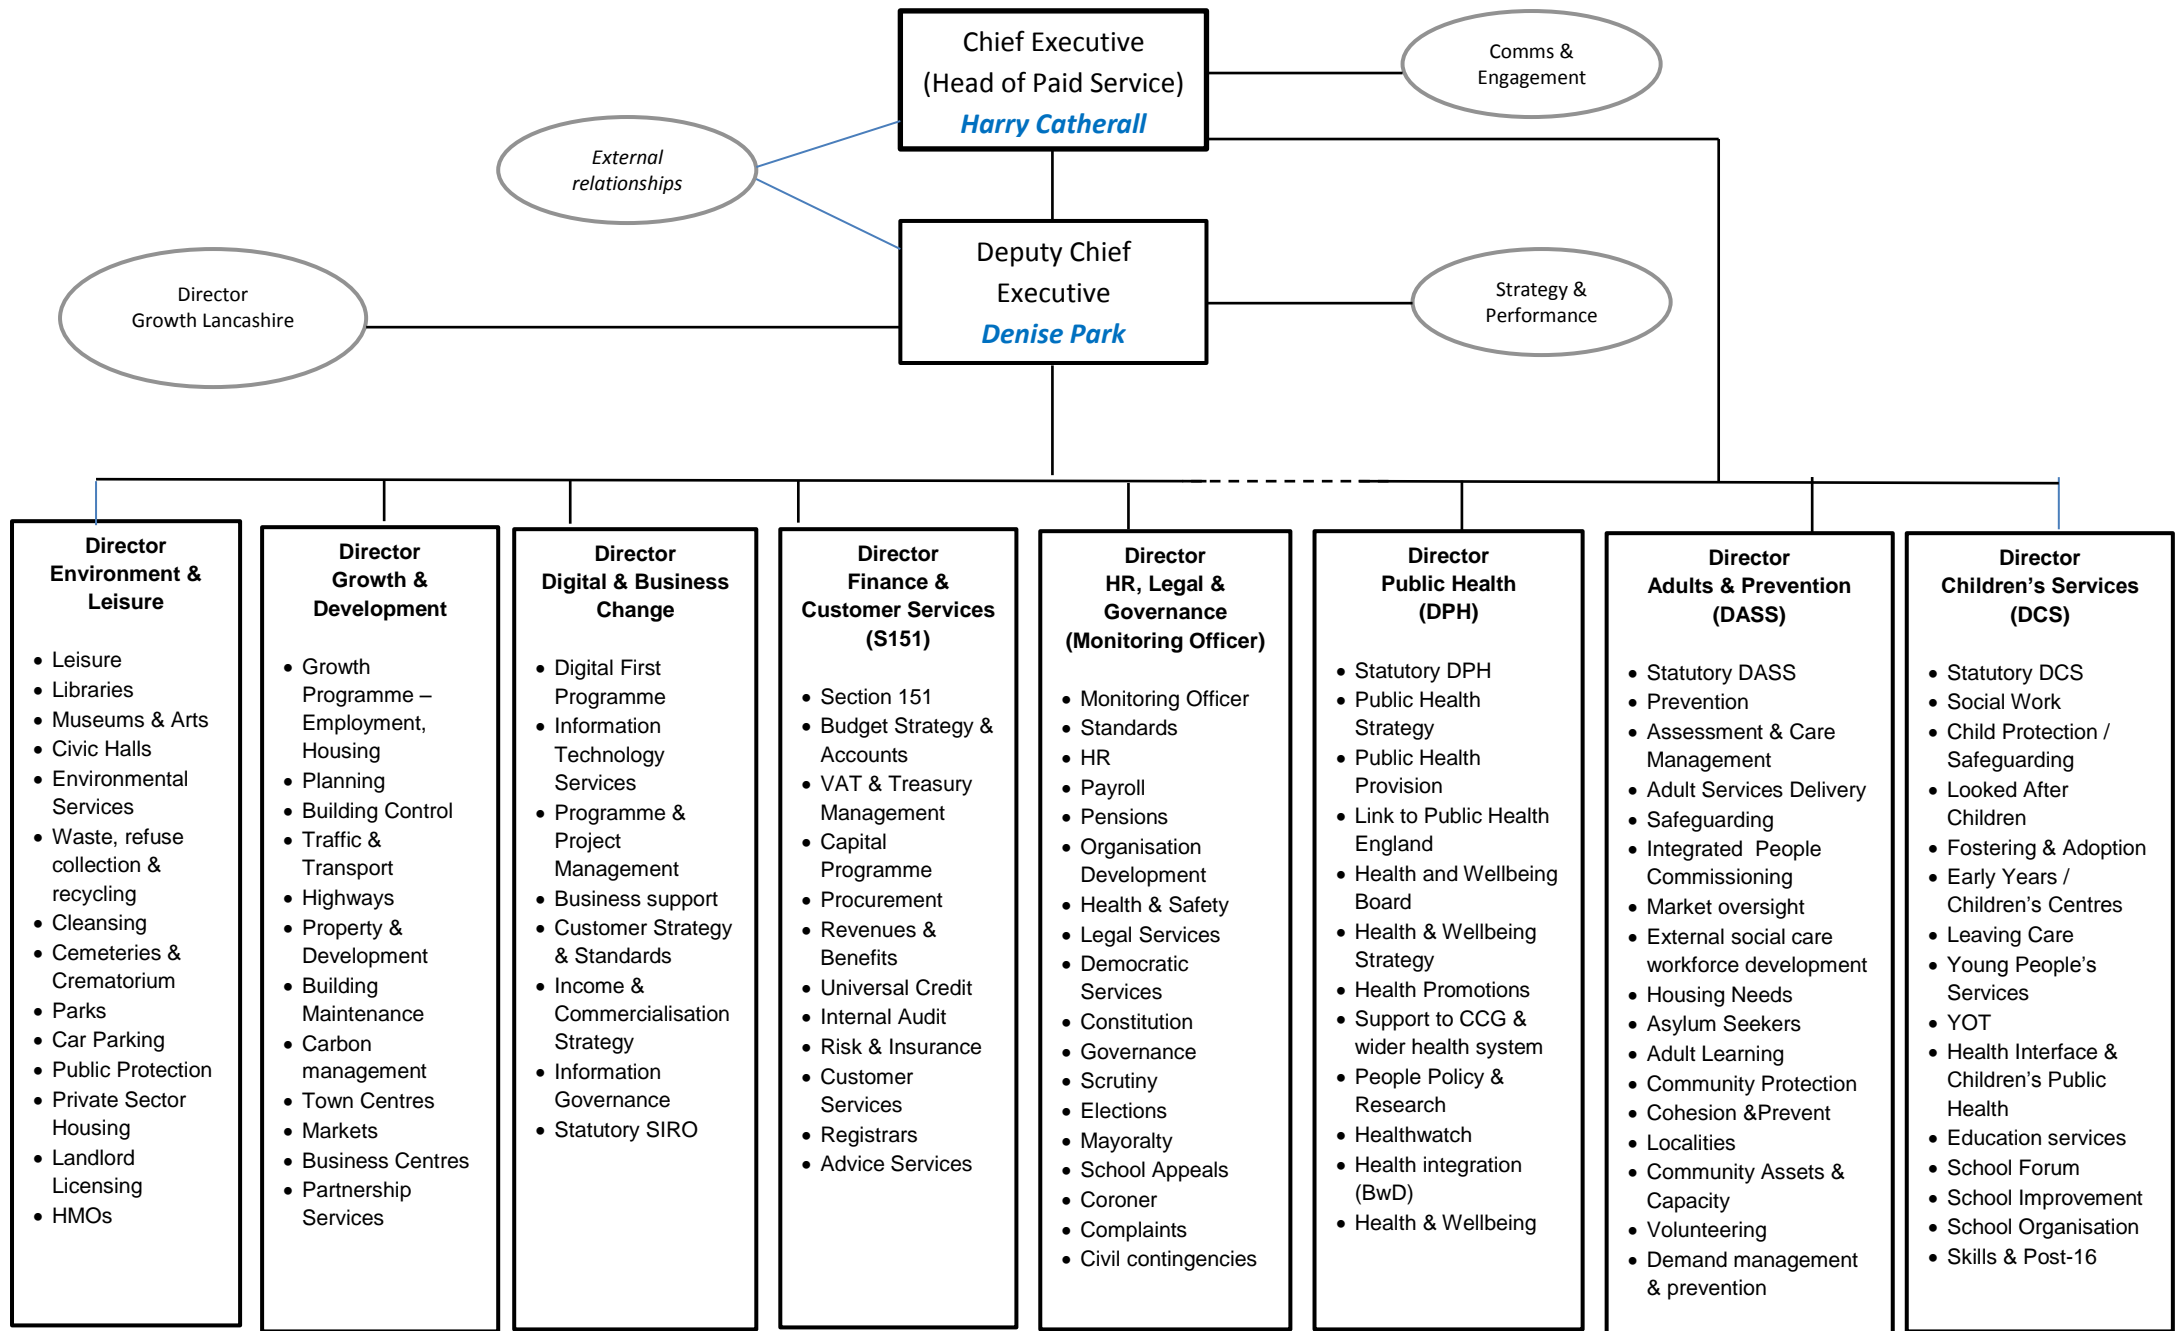 Chief Executive
(Head of Paid Service)
Harry Catherall
Comms &
Engagement
External
relationships
Deputy Chief
Executive
Denise Park
Director
Growth Lancashire
Strategy &
Performance
Director
Environment &
Leisure
• Leisure
• Libraries
• Museums & Arts
• Civic Halls
• Environmental
Services
• Waste, refuse
collection &
recycling
• Cleansing
• Cemeteries &
Crematorium
• Parks
• Car Parking
• Public Protection
• Private Sector
Housing
• Landlord
Licensing
• HMOs
Director
Growth &
Development
• Growth
Programme –
Employment,
Housing
• Planning
• Building Control
• Traffic &
Transport
• Highways
• Property &
Development
• Building
Maintenance
• Carbon
management
• Town Centres
• Markets
• Business Centres
• Partnership
Services
Director
Digital & Business
Change
• Digital First
Programme
• Information
Technology
Services
• Programme &
Project
Management
• Business support
• Customer Strategy
& Standards
• Income &
Commercialisation
Strategy
• Information
Governance
• Statutory SIRO
Director
Finance &
Customer Services
(S151)
• Section 151
• Budget Strategy &
Accounts
• VAT & Treasury
Management
• Capital
Programme
• Procurement
• Revenues &
Benefits
• Universal Credit
• Internal Audit
• Risk & Insurance
• Customer
Services
• Registrars
• Advice Services
Director
HR, Legal &
Governance
(Monitoring Officer)
• Monitoring Officer
• Standards
• HR
• Payroll
• Pensions
• Organisation
Development
• Health & Safety
• Legal Services
• Democratic
Services
• Constitution
• Governance
• Scrutiny
• Elections
• Mayoralty
• School Appeals
• Coroner
• Complaints
• Civil contingencies
Director
Public Health
(DPH)
• Statutory DPH
• Public Health
Strategy
• Public Health
Provision
• Link to Public Health
England
• Health and Wellbeing
Board
• Health & Wellbeing
Strategy
• Health Promotions
• Support to CCG &
wider health system
• People Policy &
Research
• Healthwatch
• Health integration
(BwD)
• Health & Wellbeing
Director
Adults & Prevention
(DASS)
• Statutory DASS
• Prevention
• Assessment & Care
Management
• Adult Services Delivery
• Safeguarding
• Integrated  People
Commissioning
• Market oversight
• External social care
workforce development
• Housing Needs
• Asylum Seekers
• Adult Learning
• Community Protection
• Cohesion &Prevent
• Localities
• Community Assets &
Capacity
• Volunteering
• Demand management
& prevention
Director
Children’s Services
(DCS)
• Statutory DCS
• Social Work
• Child Protection /
Safeguarding
• Looked After
Children
• Fostering & Adoption
• Early Years /
Children’s Centres
• Leaving Care
• Young People’s
Services
• YOT
• Health Interface &
Children’s Public
Health
• Education services
• School Forum
• School Improvement
• School Organisation
• Skills & Post-16